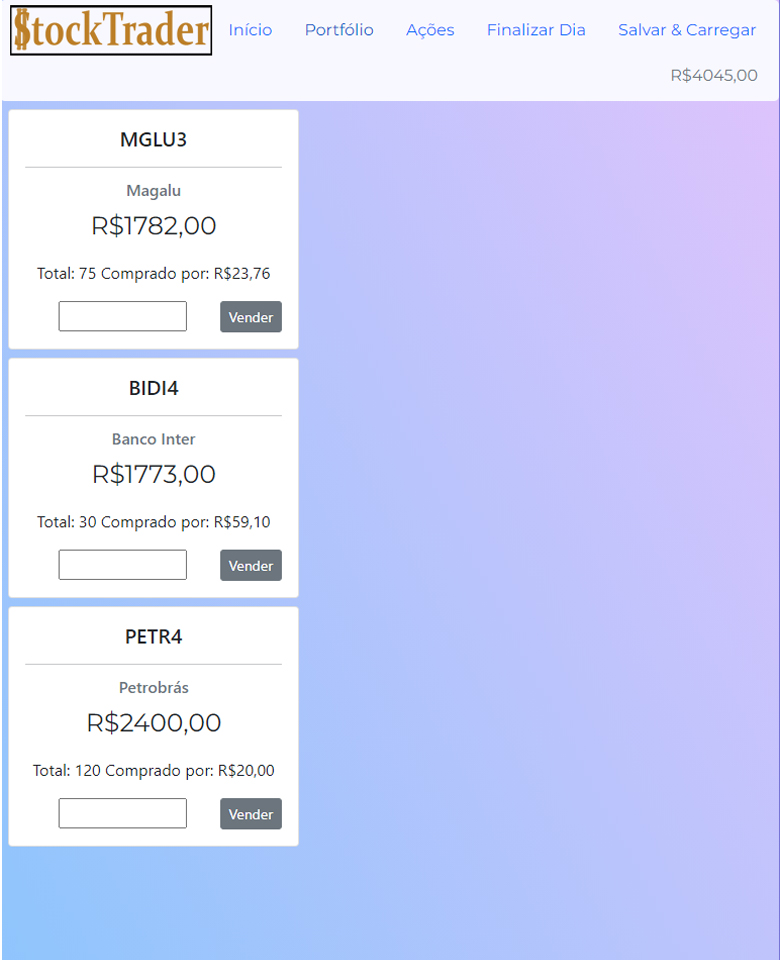 $tockTrader Início Portfólio Ações Finalizar Dia Salvar & Carregar
R$4045,00
MGLU3
Magalu
R$1782,00
Total: 75 Comprado por: R$23,76
Vender
BIDI4
Banco Inter
R$1773,00
Total: 30 Comprado por: R$59,10
Vender
PETR4
Petrobrás
R$2400,00
Total: 120 Comprado por: R$20,00
Vender